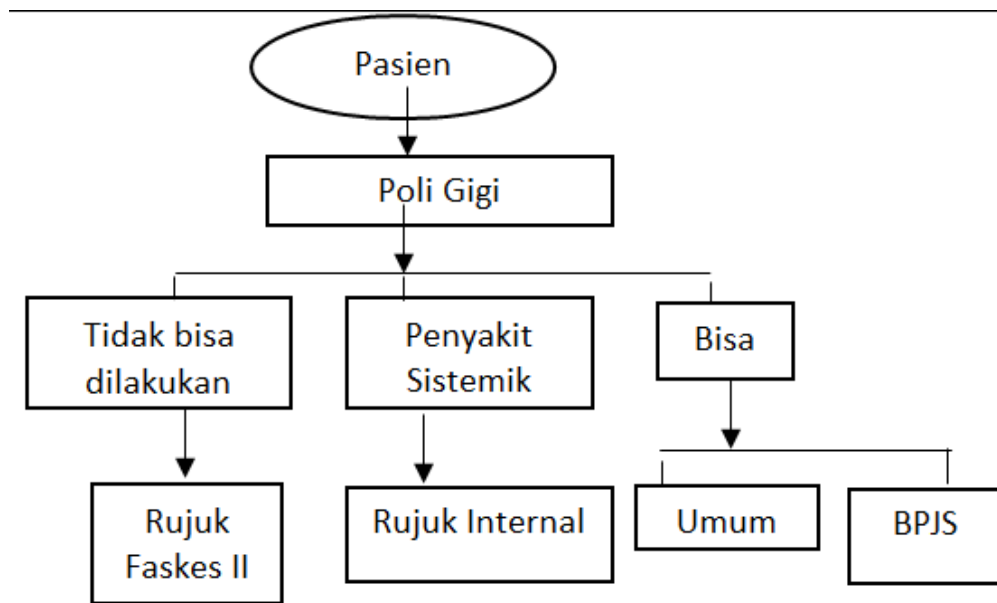 Pasien
Poli Gigi
Tidak bisa
dilakukan
Penyakit
Sistemik
Bisa
Rujuk
Faskes II
Rujuk Internal
Umum
BPJS